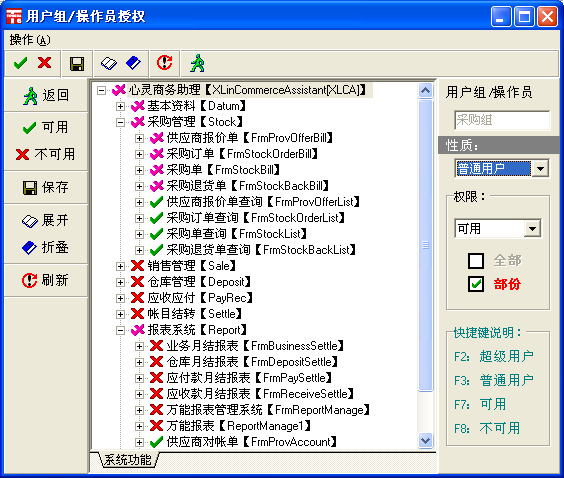 用户组/操作员授权
操作(A)
返回
可用
不可用
保存
展开
折叠
刷新
心灵商务助理【XLinCommerceAssistant[XLCA]】
基本资料【Datum】
采购管理【Stock】
供应商报价单【FrmProvOfferBill】
采购订单【FrmStockOrderBill】
采购单【FrmStockBill】
采购退货单【FrmStockBackBill】
供应商报价单查询【FrmProvOfferList】
采购订单查询【FrmStockOrderList】
采购单查询【FrmStockList】
采购退货单查询【FrmStockBackList】
销售管理【Sale】
仓库管理【Deposit】
应收应付【PayRec】
帐目结转【Settle】
报表系统【Report】
业务月结报表【FrmBusinessSettle】
仓库月结报表【FrmDepositSettle】
应付款月结报表【FrmPaySettle】
应收款月结报表【FrmReceiveSettle】
万能报表管理系统【FrmReportManage】
万能报表【ReportManage1】
供应商对帐单【FrmProvAccount】
系统功能
用户组/操作员
采购组
性质：
普通用户
权限：
可用
全部
部份
快捷键说明：
F2：超级用户
F3：普通用户
F7：可用
F8：不可用